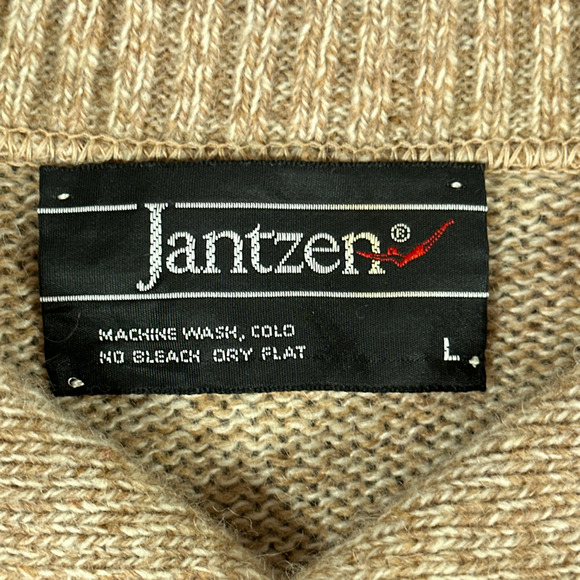 Jantzen®
MACHINE WASH, COLD
NO BLEACH DRY FLAT
L